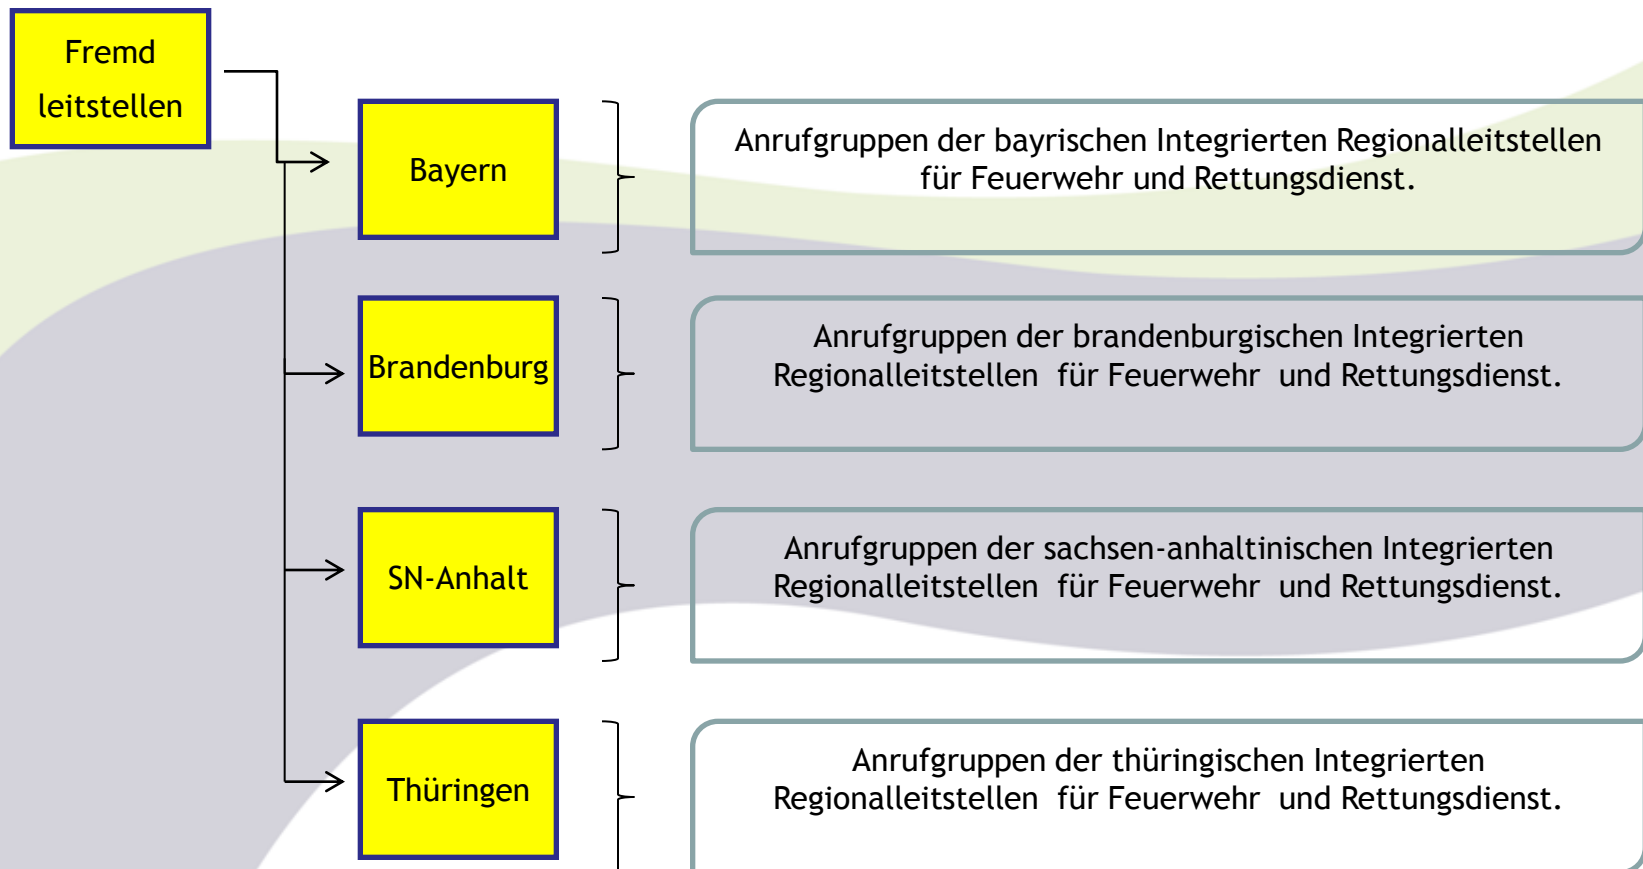 Fremd
leitstellen
Bayern
Anrufgruppen der bayrischen Integrierten Regionalleitstellen
für Feuerwehr und Rettungsdienst.
Brandenburg
Anrufgruppen der brandenburgischen Integrierten
Regionalleitstellen für Feuerwehr und Rettungsdienst.
SN-Anhalt
Anrufgruppen der sachsen-anhaltinischen Integrierten
Regionalleitstellen für Feuerwehr und Rettungsdienst.
Thüringen
Anrufgruppen der thüringischen Integrierten
Regionalleitstellen für Feuerwehr und Rettungsdienst.